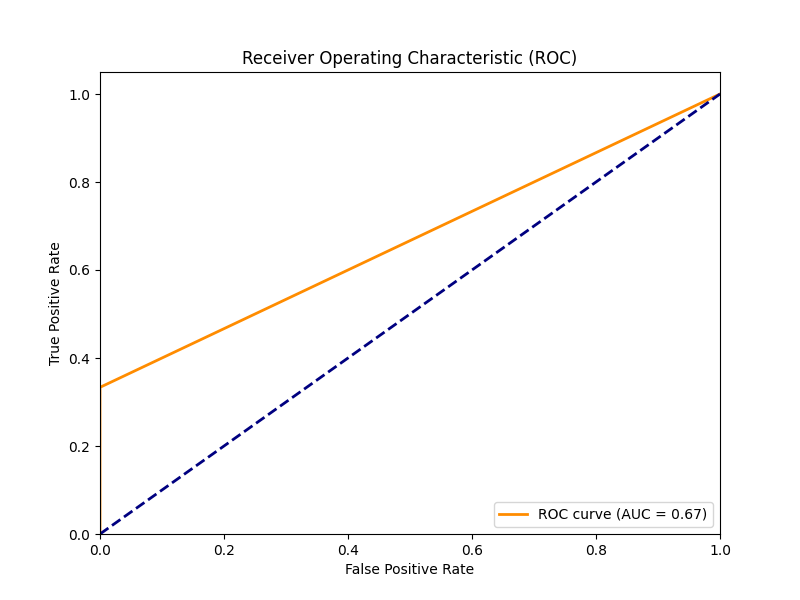 Receiver Operating Characteristic (ROC)
1.0
0.8
0.6
0.4
0.2
0.0
True Positive Rate
ROC curve (AUC = 0.67)
0.0 0.2 0.4 0.6 0.8 1.0
False Positive Rate